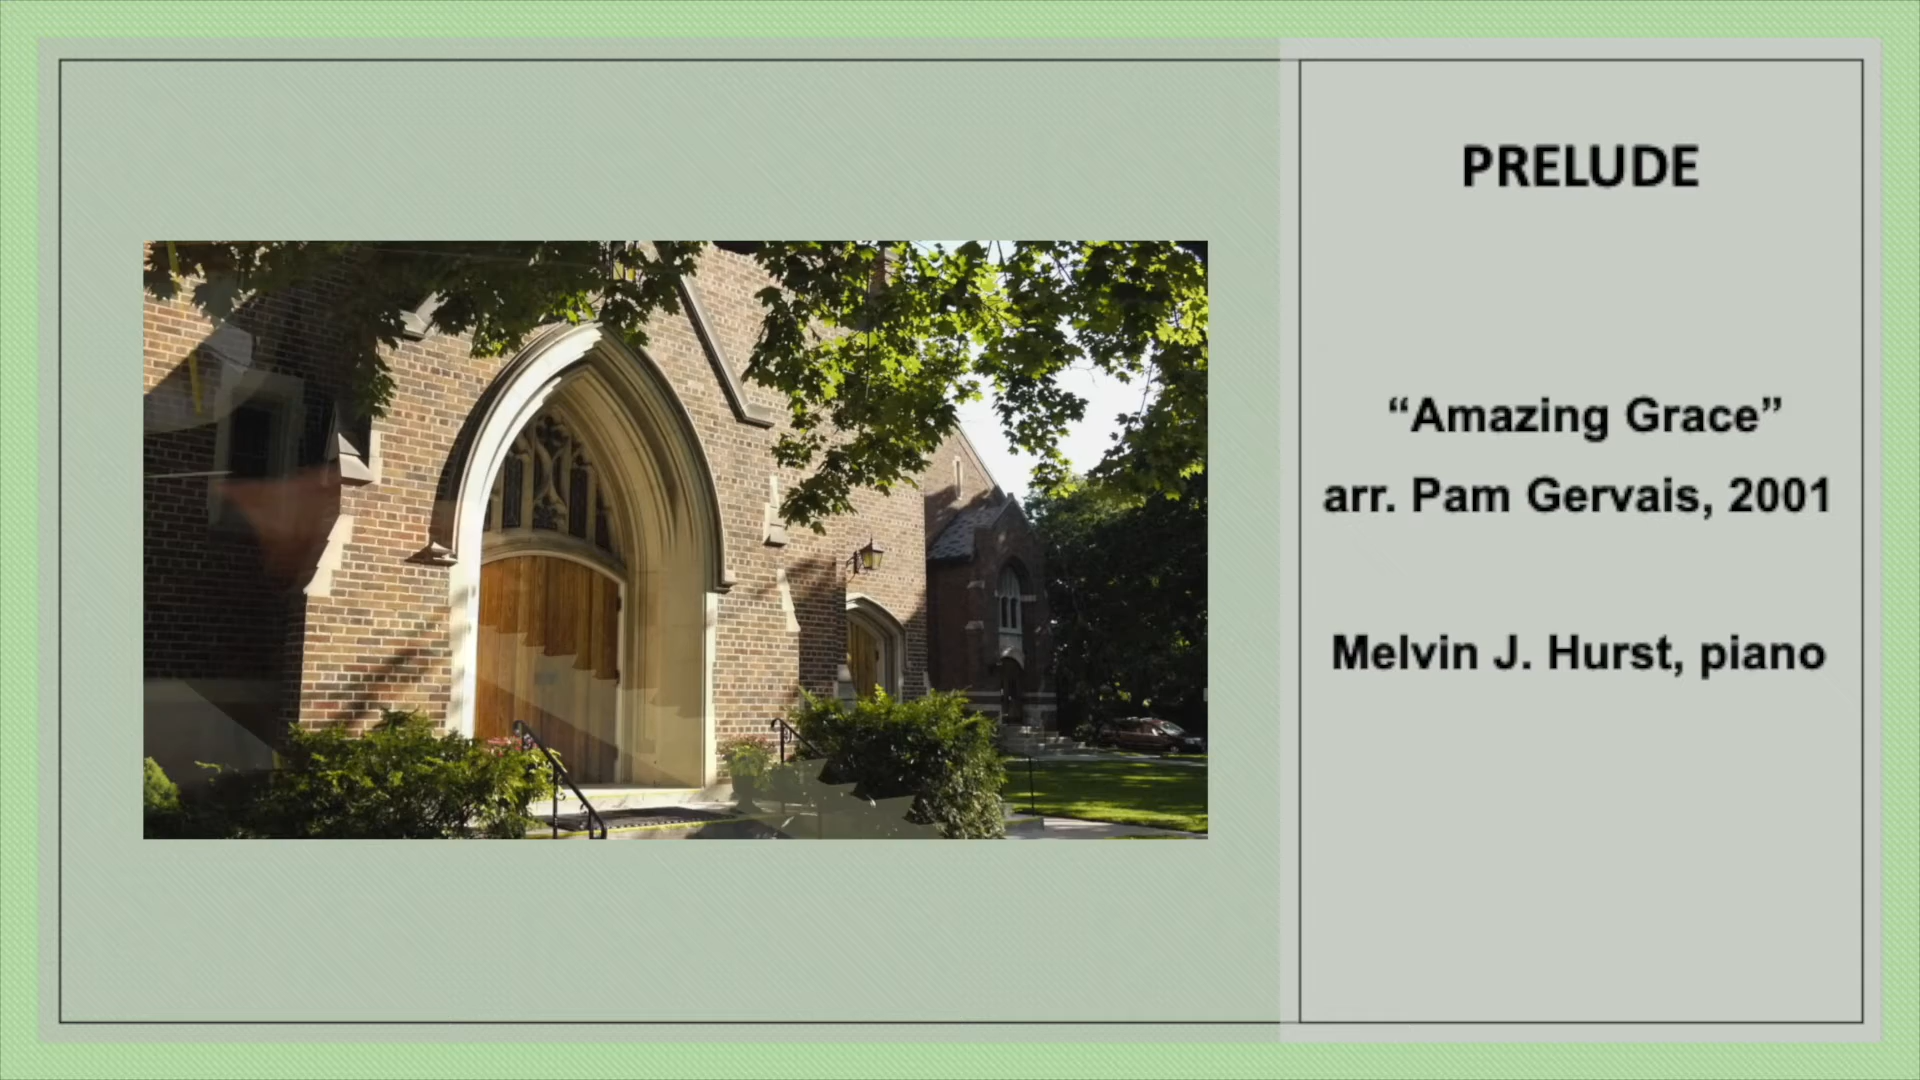 PRELUDE
“Amazing Grace”
arr. Pam Gervais, 2001
Melvin J. Hurst, piano